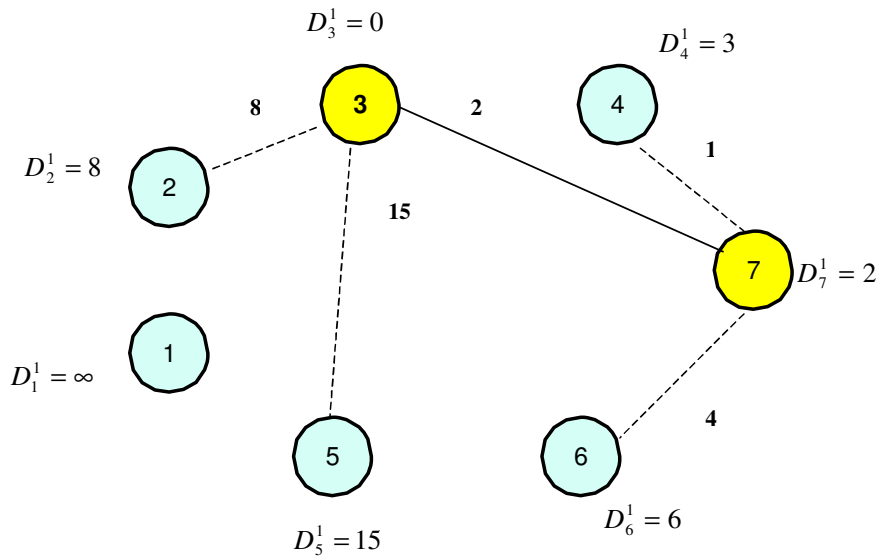 D_3^1 = 0
D_4^1 = 3
8
3
2
4
1
D_2^1 = 8
2
15
7
D_7^1 = 2
1
D_1^1 = ∞
4
5
6
D_6^1 = 6
D_5^1 = 15